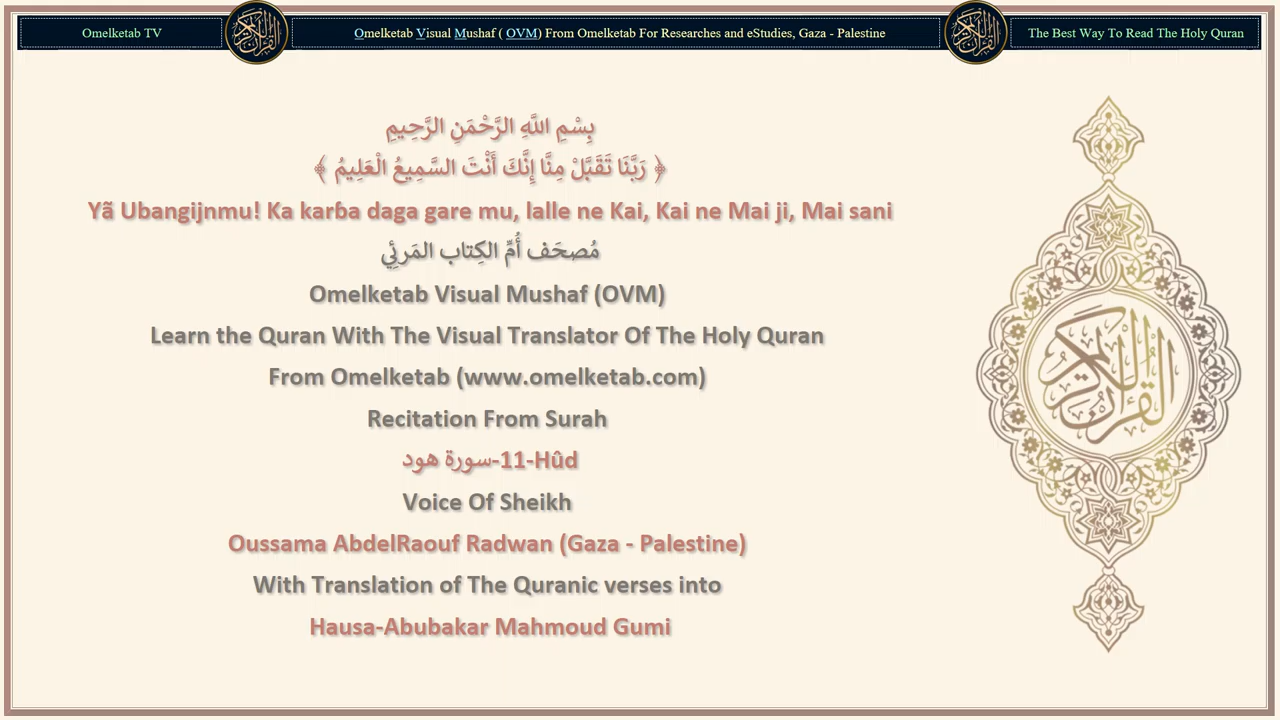 Omelketab TV
Omelketab Visual Mushaf ( OVM) From Omelketab For Researches and eStudies, Gaza - Palestine
The Best Way To Read The Holy Quran
بِسْمِ اللَّهِ الرَّحْمَنِ الرَّحِيمِ
﴿ رَبَّنَا تَقَبَّلْ مِنَّا إِنَّكَ أَنْتَ السَّمِيعُ الْعَلِيمُ ﴾
Yã Ubangijnmu! Ka karɓa daga gare mu, lalle ne Kai, Kai ne Mai ji, Mai sani
مُصحَف أُمِّ الكِتاب المَرئِي
Omelketab Visual Mushaf (OVM)
Learn the Quran With The Visual Translator Of The Holy Quran
From Omelketab (www.omelketab.com)
Recitation From Surah
سورة هود-11-Hûd
Voice Of Sheikh
Oussama AbdelRaouf Radwan (Gaza - Palestine)
With Translation of The Quranic verses into
Hausa-Abubakar Mahmoud Gumi
القرآن الكريم